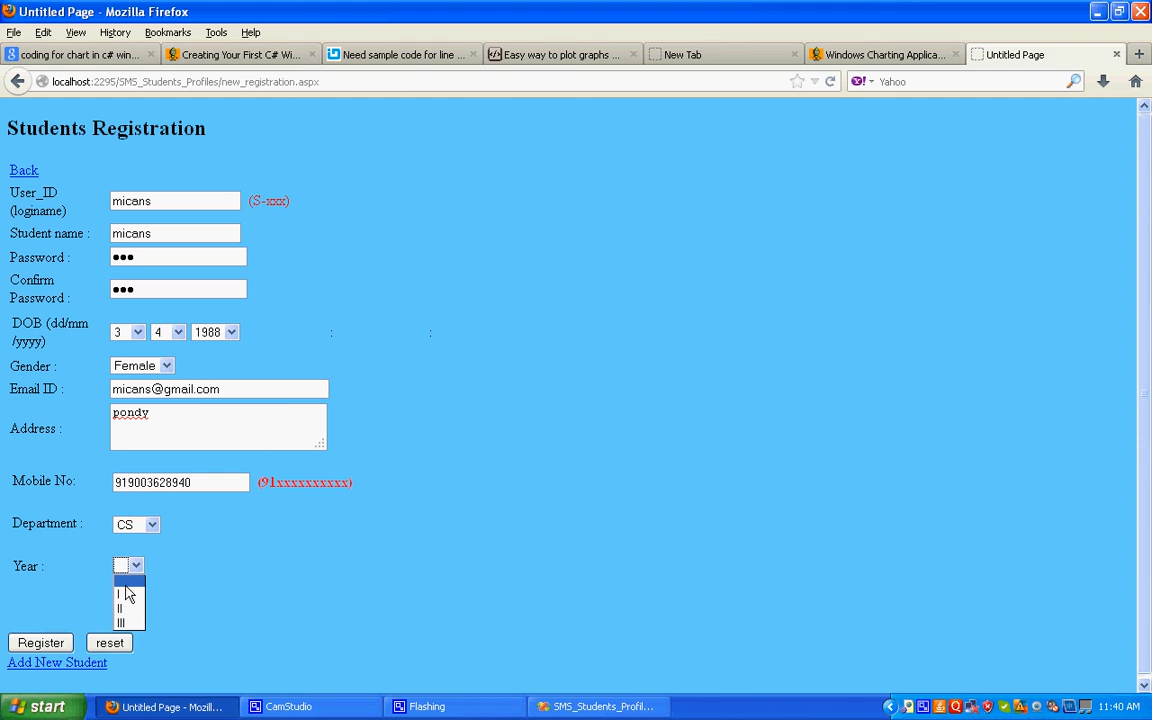 Untitled Page - Mozilla Firefox
File Edit View History Bookmarks Tools Help
coding for chart in c# win...
Creating Your First C# Wi...
Need sample code for line ...
Easy way to plot graphs ...
New Tab
Windows Charting Applica...
Untitled Page
localhost:2295/SMS_Students_Profiles/new_registration.aspx
Yahoo
Students Registration
Back
User_ID
(loginame)
micans
(S-xxx)
Student name :
micans
Password :
Confirm
Password :
DOB (dd/mm
/yyyy)
3 4 1988 : :
Gender :
Female
Email ID :
micans@gmail.com
Address :
pondy
Mobile No:
919003628940
(91xxxxxxxxxx)
Department :
CS
Year :
I
II
III
Register reset
Add New Student
start
Untitled Page - Mozill...
CamStudio
Flashing
SMS_Students_Profil...
11:40 AM